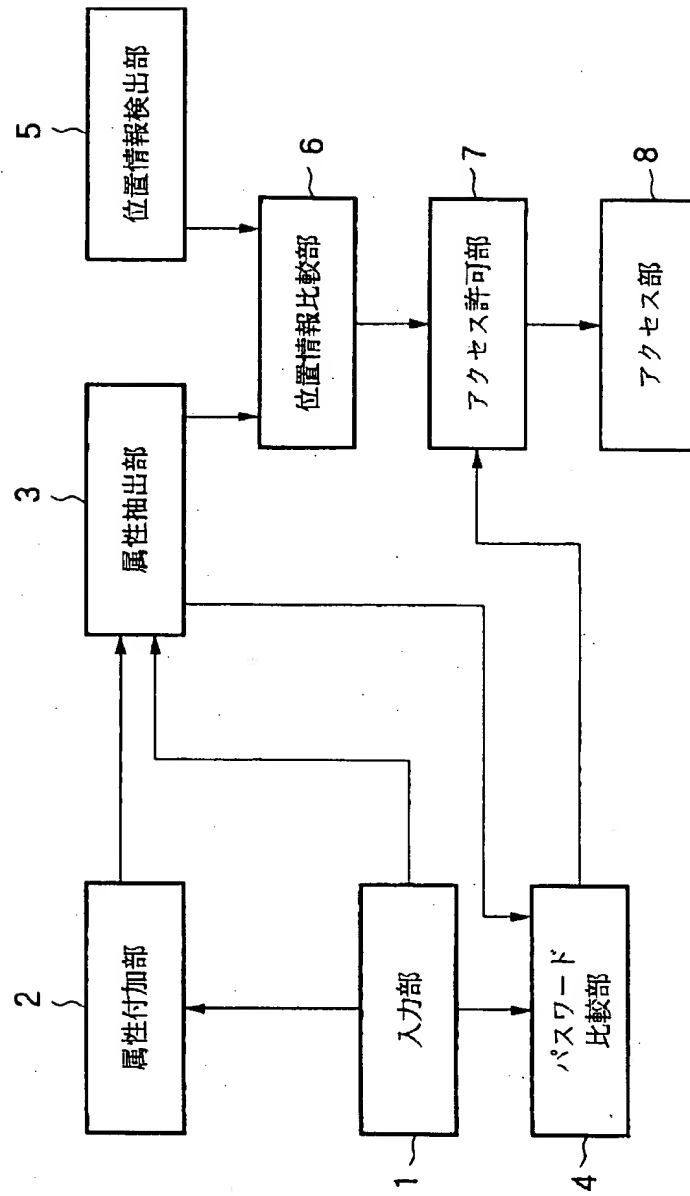 2
属性付加部
3
属性抽出部
5
位置情報検出部
1
入力部
6
位置情報比較部
4
パスワード
比較部
7
アクセス許可部
8
アクセス部